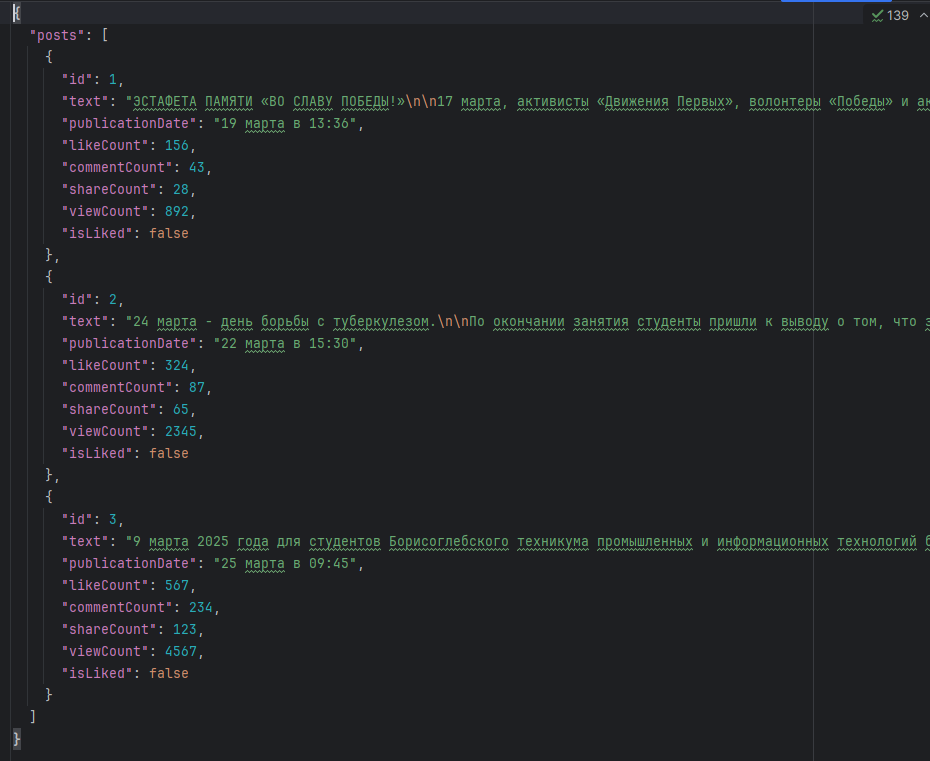 {
139
"posts": [
{
"id": 1,
"text": "ЭСТАФЕТА ПАМЯТИ «ВО СЛАВУ ПОБЕДЫ!»\n\n17 марта, активисты «Движения Первых», волонтеры «Победы» и
"publicationDate": "19 марта в 13:36",
"likeCount": 156,
"commentCount": 43,
"shareCount": 28,
"viewCount": 892,
"isLiked": false
},
{
"id": 2,
"text": "24 марта - день борьбы с туберкулезом.\n\nПо окончании занятия студенты пришли к выводу о том, что
"publicationDate": "22 марта в 15:30",
"likeCount": 324,
"commentCount": 87,
"shareCount": 65,
"viewCount": 2345,
"isLiked": false
},
{
"id": 3,
"text": "9 марта 2025 года для студентов Борисоглебского техникума промышленных и информационных технологий
"publicationDate": "25 марта в 09:45",
"likeCount": 567,
"commentCount": 234,
"shareCount": 123,
"viewCount": 4567,
"isLiked": false
}
]
}